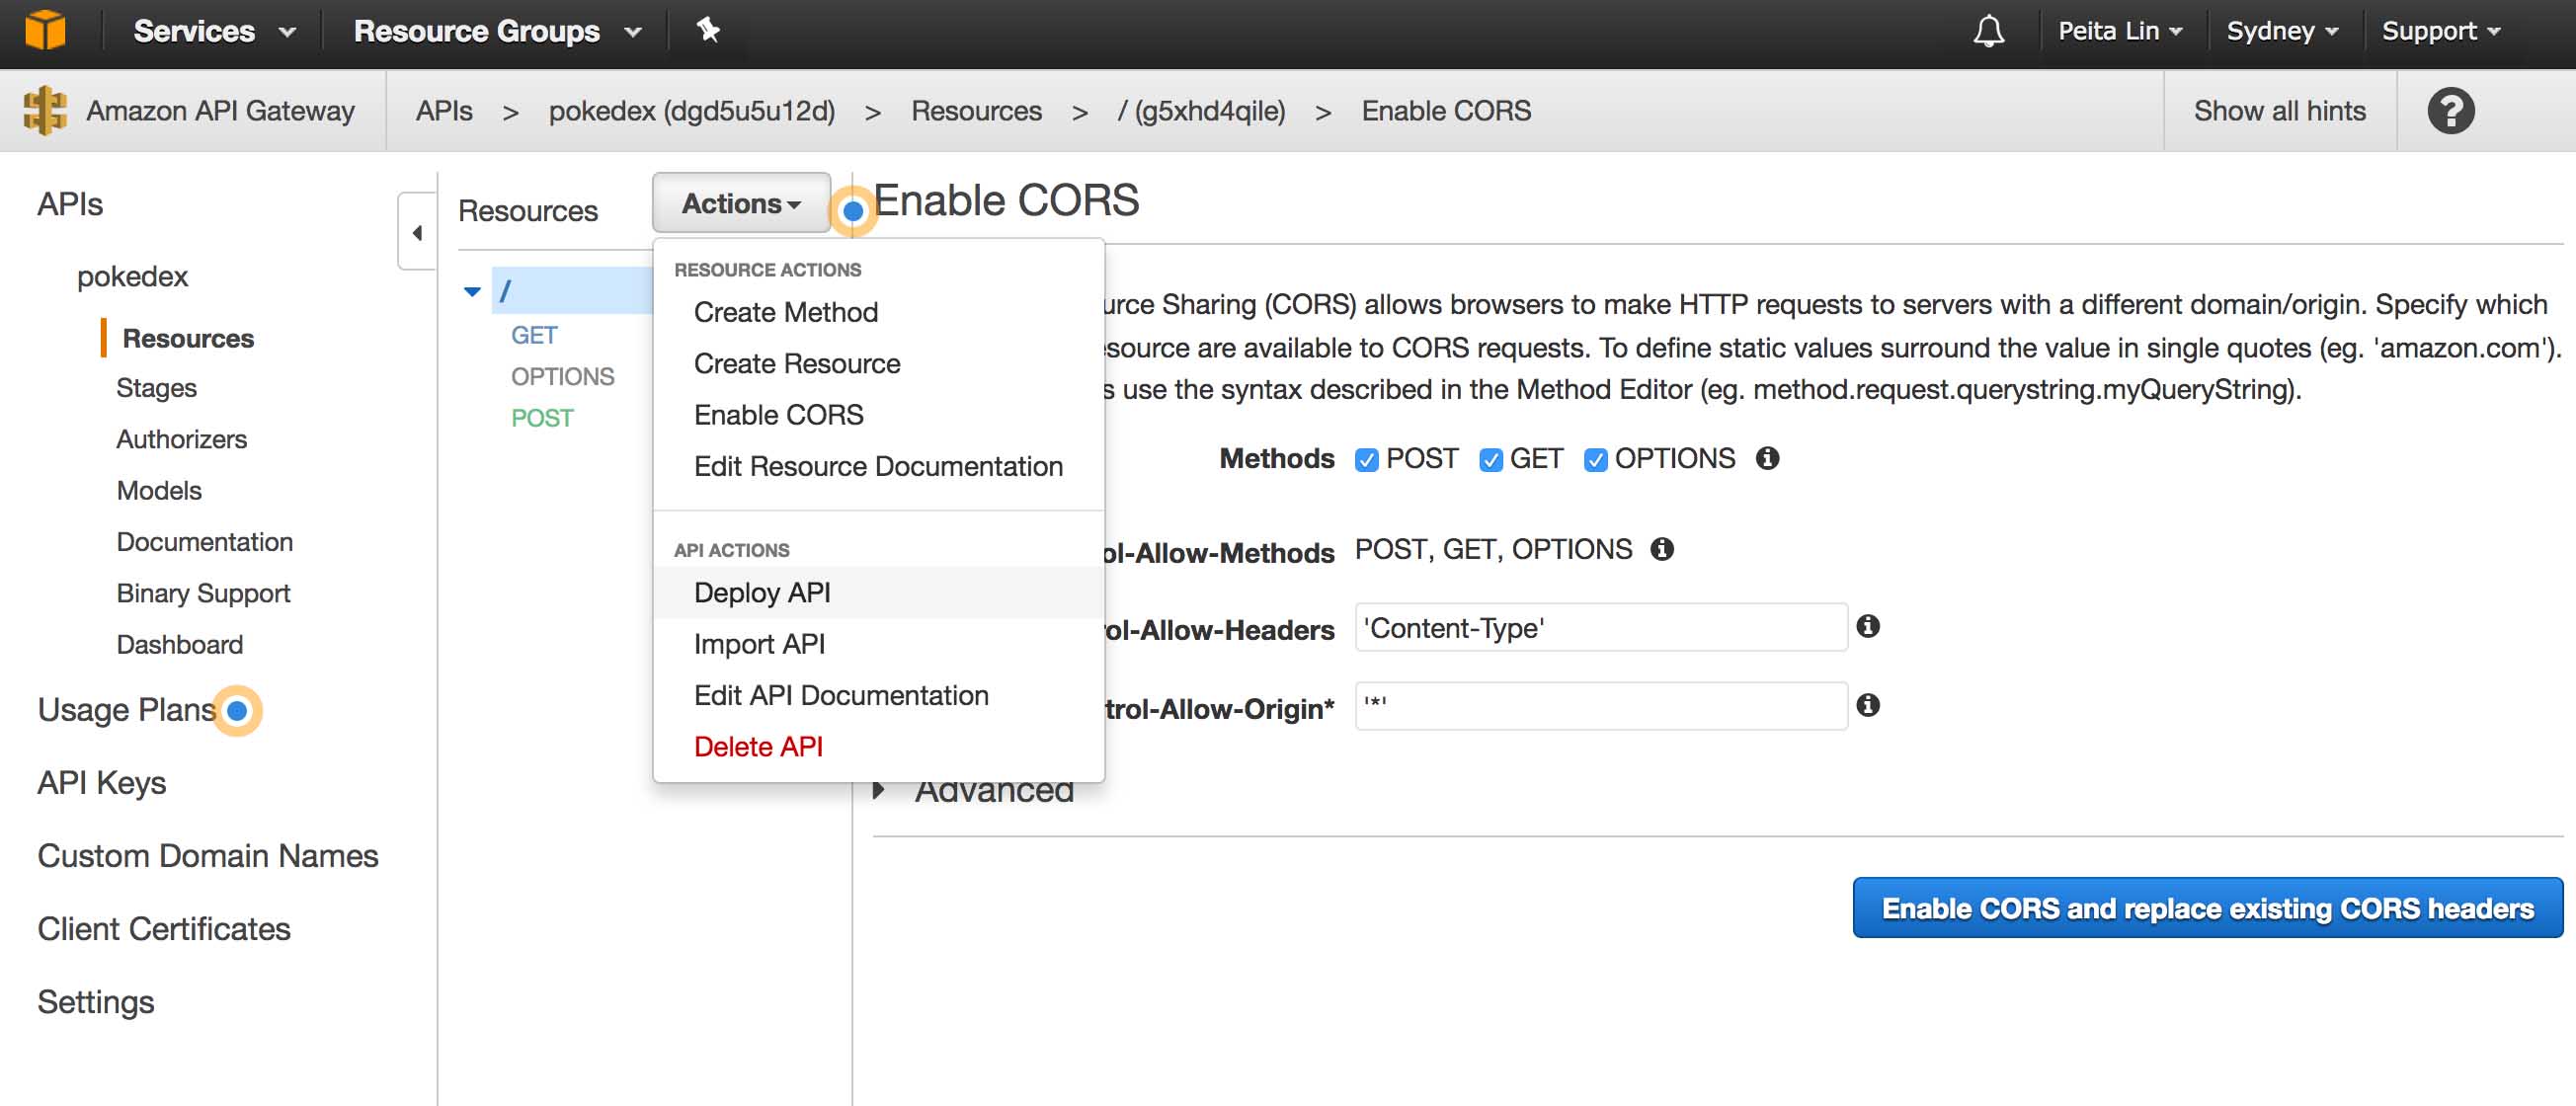 Services
Resource Groups
Peita Lin
Sydney
Support
Amazon API Gateway
APIs > pokedex (dgd5u5u12d) > Resources > / (g5xhd4qile) > Enable CORS
Show all hints
?
APIs
pokedex
Resources
Stages
Authorizers
Models
Documentation
Binary Support
Dashboard
Usage Plans
API Keys
Custom Domain Names
Client Certificates
Settings
Resources
Actions
/
GET
OPTIONS
POST
RESOURCE ACTIONS
Create Method
Create Resource
Enable CORS
Edit Resource Documentation
API ACTIONS
Deploy API
Import API
Edit API Documentation
Delete API
Enable CORS
urce Sharing (CORS) allows browsers to make HTTP requests to servers with a different domain/origin. Specify which
source are available to CORS requests. To define static values surround the value in single quotes (eg. 'amazon.com').
s use the syntax described in the Method Editor (eg. method.request.querystring.myQueryString).
Methods POST GET OPTIONS
ol-Allow-Methods POST, GET, OPTIONS
ol-Allow-Headers 'Content-Type'
trol-Allow-Origin* '*'
Advanced
Enable CORS and replace existing CORS headers